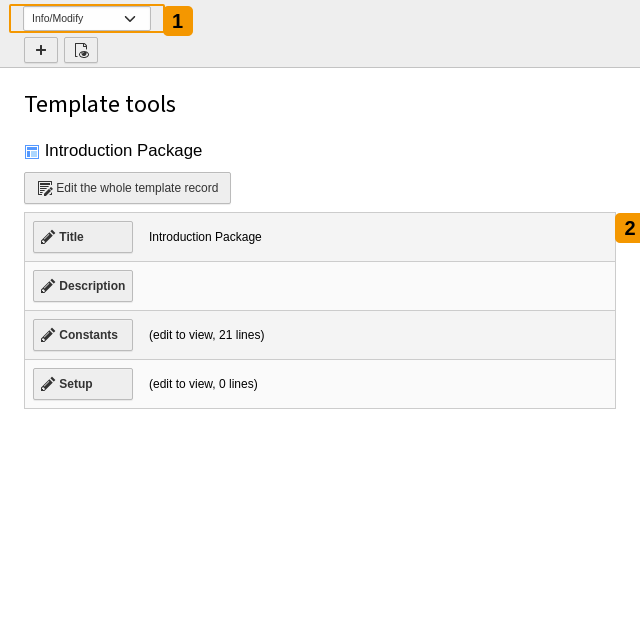 Info/Modify
1
Template tools
Introduction Package
Edit the whole template record
2
Title Introduction Package
Description
Constants (edit to view, 21 lines)
Setup (edit to view, 0 lines)